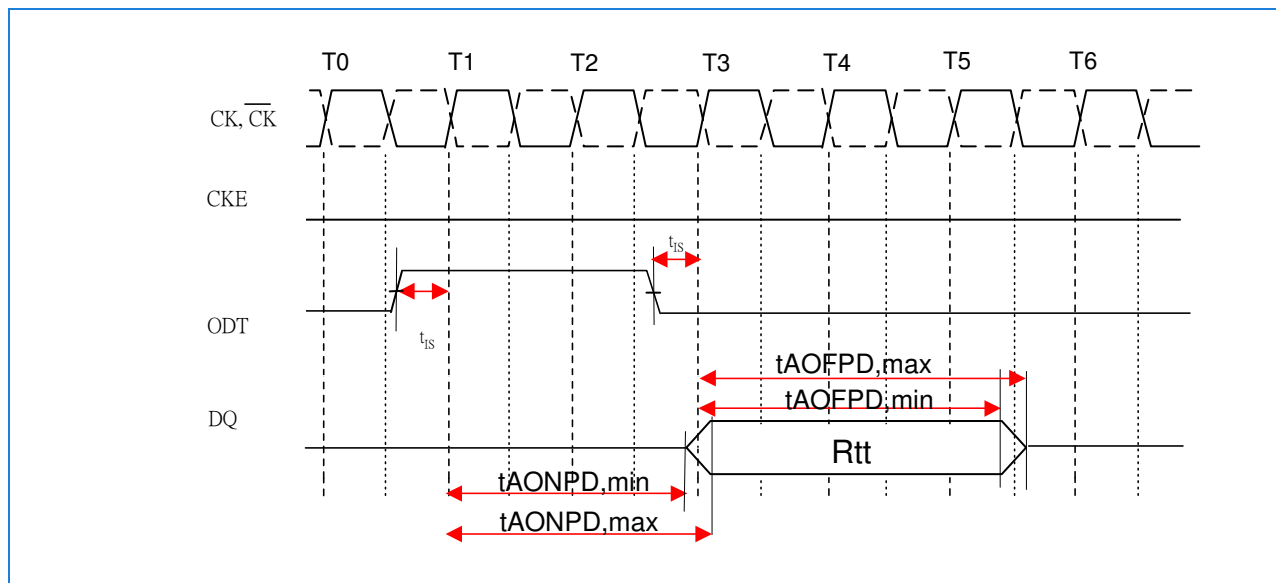 T0 T1 T2 T3 T4 T5 T6
CK, C̅K̅
CKE
tIS
ODT
tIS
tAOFPD,max
tAOFPD,min
DQ
Rtt
tAONPD,min
tAONPD,max